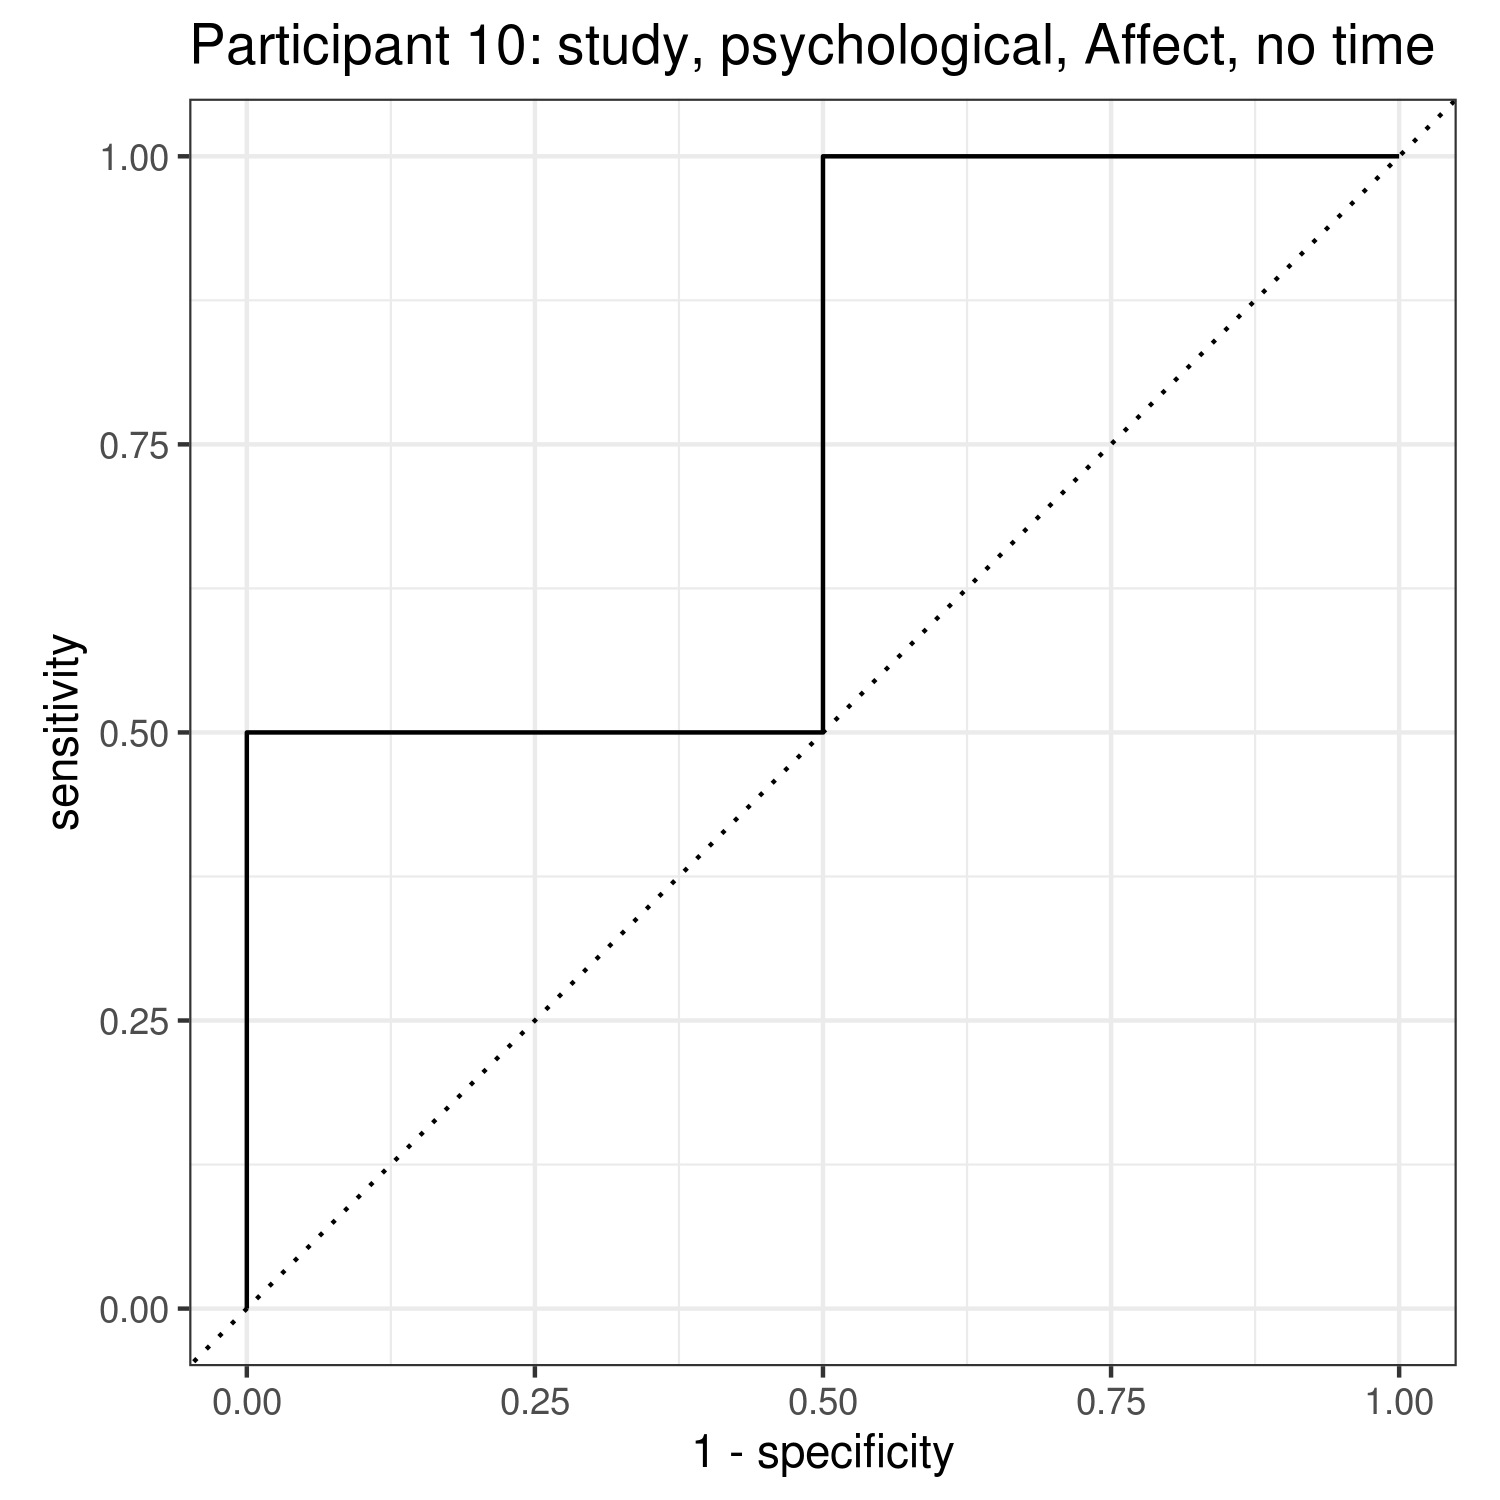 Participant 10: study, psychological, Affect, no time
sensitivity
1.00
0.75
0.50
0.25
0.00
0.00 0.25 0.50 0.75 1.00
1 - specificity